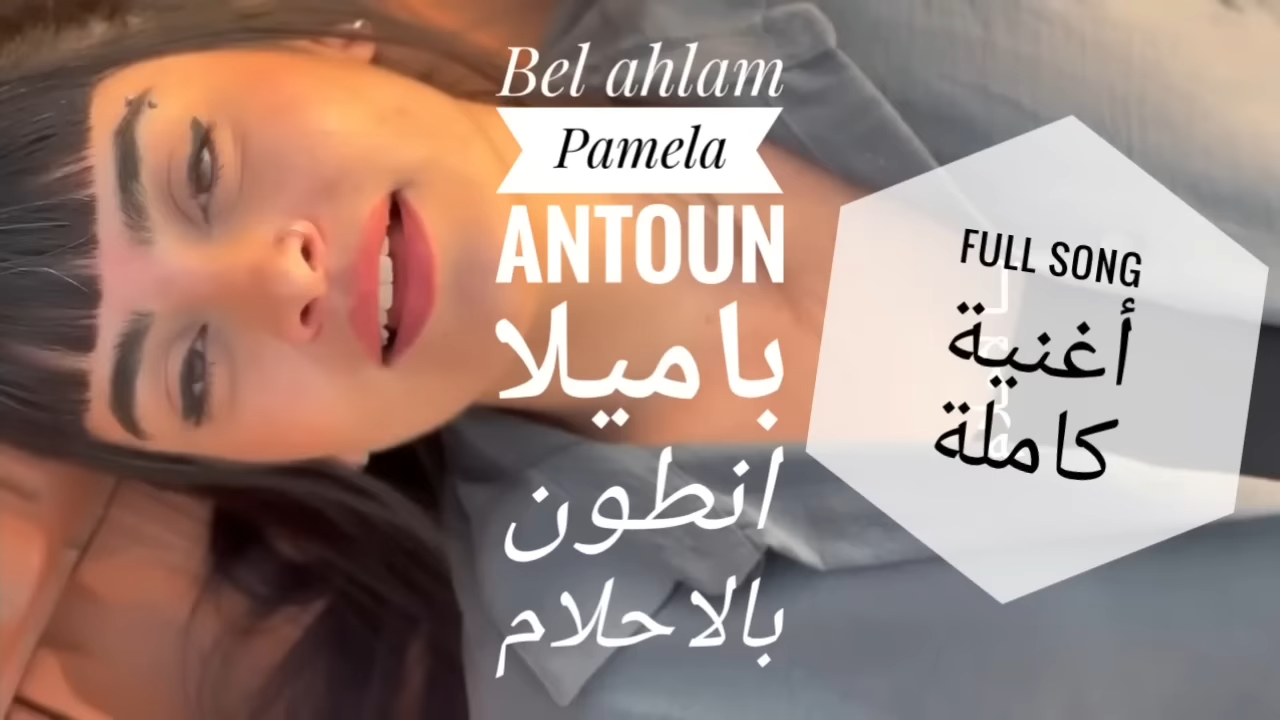 Bel ahlam
Pamela
ANTOUN
باميلا
انطون
بالاحلام
FULL SONG
أغنية
كاملة